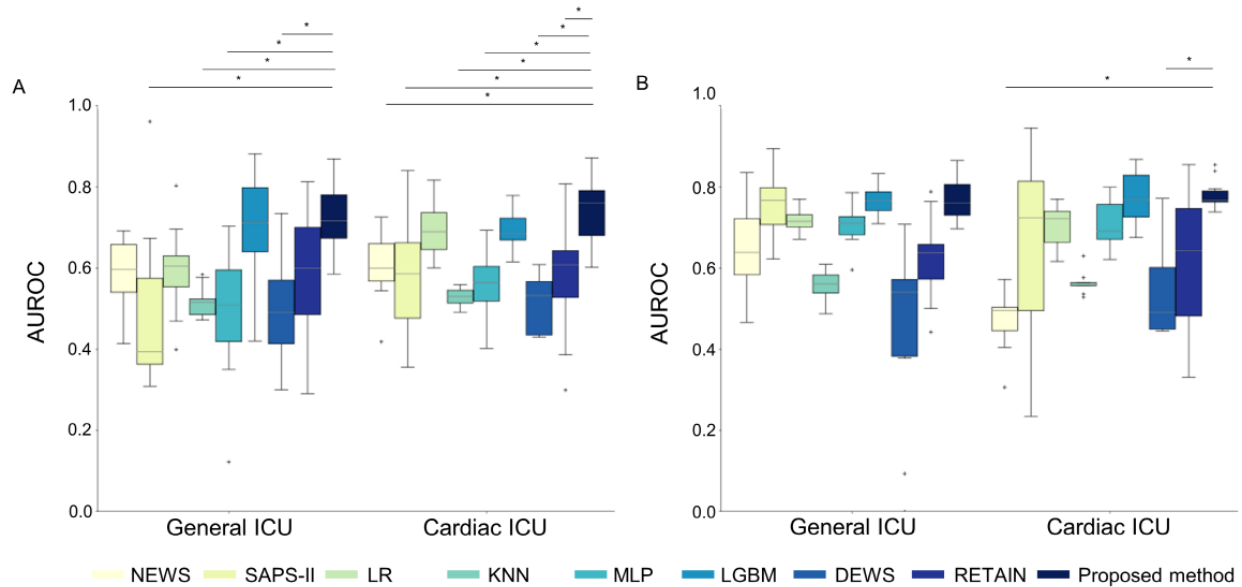 * *
* *
* *
* *
* * *
A B
1.0 1.0
0.8 0.8
0.6 0.6
0.4 0.4
0.2 0.2
0.0 0.0
AUROC AUROC
General ICU Cardiac ICU General ICU Cardiac ICU
NEWS SAPS-II LR KNN MLP LGBM DEWS RETAIN Proposed method